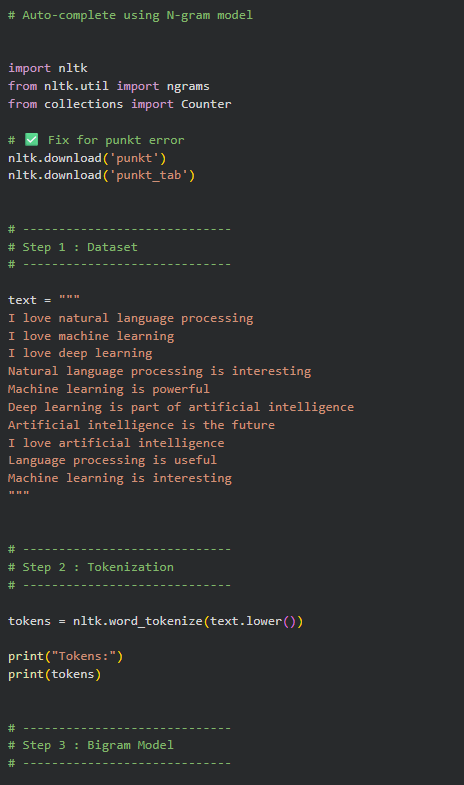 # Auto-complete using N-gram model
import nltk
from nltk.util import ngrams
from collections import Counter
# ✅ Fix for punkt error
nltk.download('punkt')
nltk.download('punkt_tab')
# ----------------------------
# Step 1 : Dataset
# ----------------------------
text = """
I love natural language processing
I love machine learning
I love deep learning
Natural language processing is interesting
Machine learning is powerful
Deep learning is part of artificial intelligence
Artificial intelligence is the future
I love artificial intelligence
Language processing is useful
Machine learning is interesting
"""
# ----------------------------
# Step 2 : Tokenization
# ----------------------------
tokens = nltk.word_tokenize(text.lower())
print("Tokens:")
print(tokens)
# ----------------------------
# Step 3 : Bigram Model
# ----------------------------